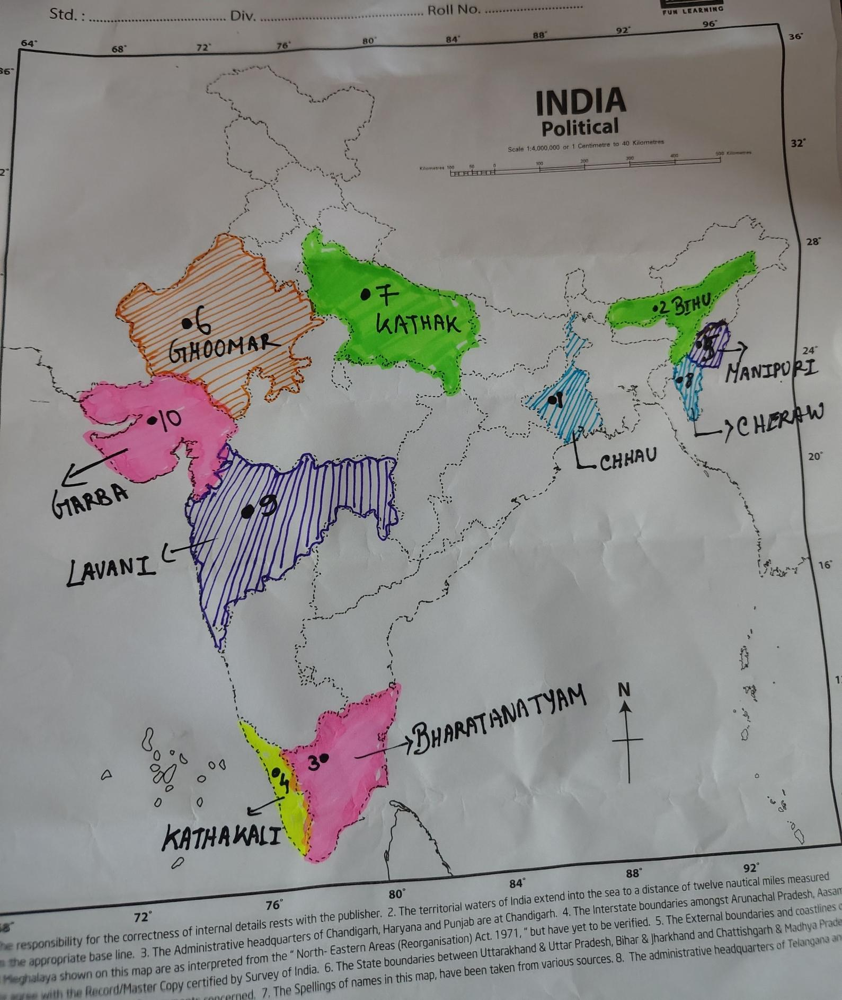 Std. : .................... Div. .................... Roll No. ....................
FUN LEARNING
64° 68° 72° 76° 80° 84° 88° 92° 96°
36°
36°
INDIA
Political
Scale 1:4,000,000 or 1 Centimetre to 40 Kilometres
Kilometres 100 50 0 100 200 300 400 500 Kilometres
32°
2°
28°
7
KATHAK
2 BIHU
6
GHOOMAR
5
24°
MANIPURI
8
1
10
CHERAW
CHHAU
20°
GARBA
9
LAVANI
16°
N
BHARATANATYAM
3
4
KATHAKALI
68° 72° 76° 80° 84° 88° 92°
he responsibility for the correctness of internal details rests with the publisher. 2. The territorial waters of India extend into the sea to a distance of twelve nautical miles measured
the appropriate base line. 3. The Administrative headquarters of Chandigarh, Haryana and Punjab are at Chandigarh. 4. The Interstate boundaries amongst Arunachal Pradesh, Aasam
Meghalaya shown on this map are as interpreted from the “ North- Eastern Areas (Reorganisation) Act. 1971, ” but have yet to be verified. 5. The External boundaries and coastlines
agree with the Record/Master Copy certified by Survey of India. 6. The State boundaries between Uttarakhand & Uttar Pradesh, Bihar & Jharkhand and Chattishgarh & Madhya Prade
concerned. 7. The Spellings of names in this map, have been taken from various sources. 8. The administrative headquarters of Telangana an